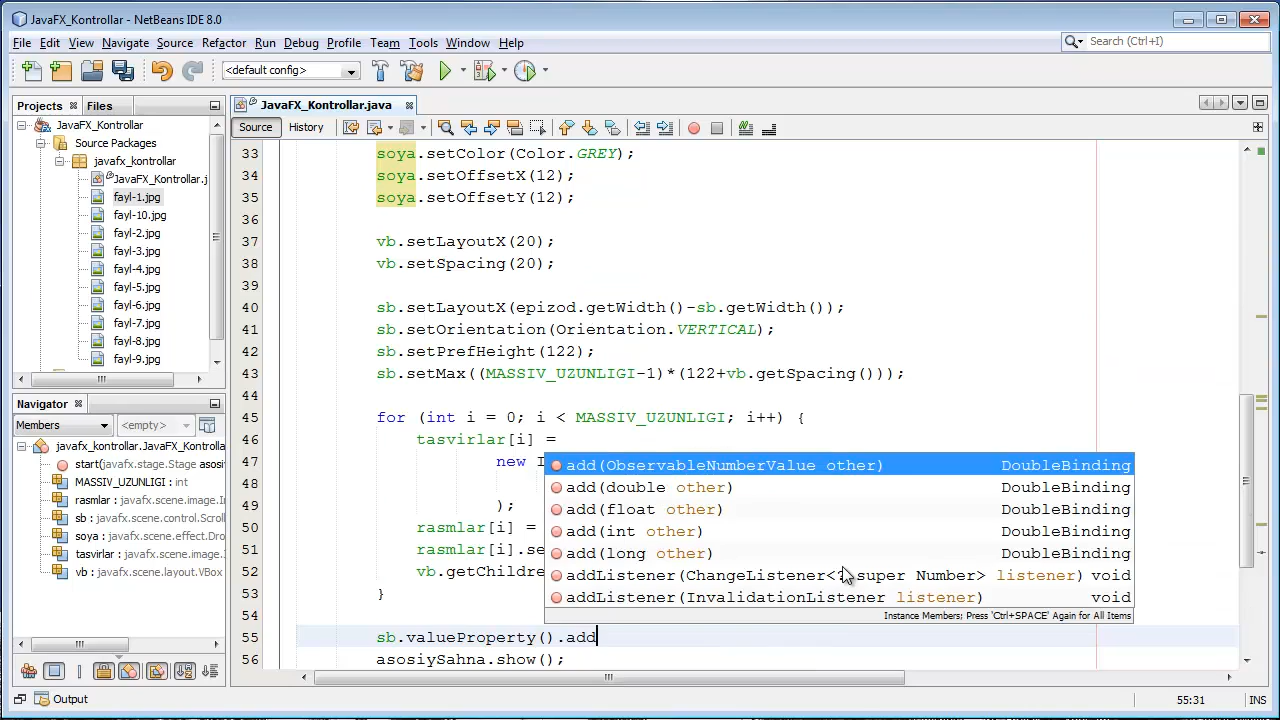 JavaFX_Kontrollar - NetBeans IDE 8.0
File Edit View Navigate Source Refactor Run Debug Profile Team Tools Window Help
Search (Ctrl+I)
<default config>
Projects Files
JavaFX_Kontrollar.java
Source History
JavaFX_Kontrollar
Source Packages
javafx_kontrollar
JavaFX_Kontrollar.j
fayl-1.jpg
fayl-10.jpg
fayl-2.jpg
fayl-3.jpg
fayl-4.jpg
fayl-5.jpg
fayl-6.jpg
fayl-7.jpg
fayl-8.jpg
fayl-9.jpg
Navigator
Members <empty>
javafx_kontrollar.JavaFX_Kontrolla
start(javafx.stage.Stage asosi
MASSIV_UZUNLIGI : int
rasmlar : javafx.scene.image.I
sb : javafx.scene.control.Scroll
soya : javafx.scene.effect.Dro
tasvirlar : javafx.scene.image.I
vb : javafx.scene.layout.VBox
33 soya.setColor(Color.GREY);
34 soya.setOffsetX(12);
35 soya.setOffsetY(12);
36
37 vb.setLayoutX(20);
38 vb.setSpacing(20);
39
40 sb.setLayoutX(epizod.getWidth()-sb.getWidth());
41 sb.setOrientation(Orientation.VERTICAL);
42 sb.setPrefHeight(122);
43 sb.setMax((MASSIV_UZUNLIGI-1)*(122+vb.getSpacing()));
44
45 for (int i = 0; i < MASSIV_UZUNLIGI; i++) {
46 tasvirlar[i] =
47 new I
48
49 );
50 rasmlar[i] =
51 rasmlar[i].se
52 vb.getChildre
53 }
54
55 sb.valueProperty().add
56 asosiySahna.show();
add(ObservableNumberValue other) DoubleBinding
add(double other) DoubleBinding
add(float other) DoubleBinding
add(int other) DoubleBinding
add(long other) DoubleBinding
addListener(ChangeListener<? super Number> listener) void
addListener(InvalidationListener listener) void
Instance Members; Press 'Ctrl+SPACE' Again for All Items
Output
55:31 INS